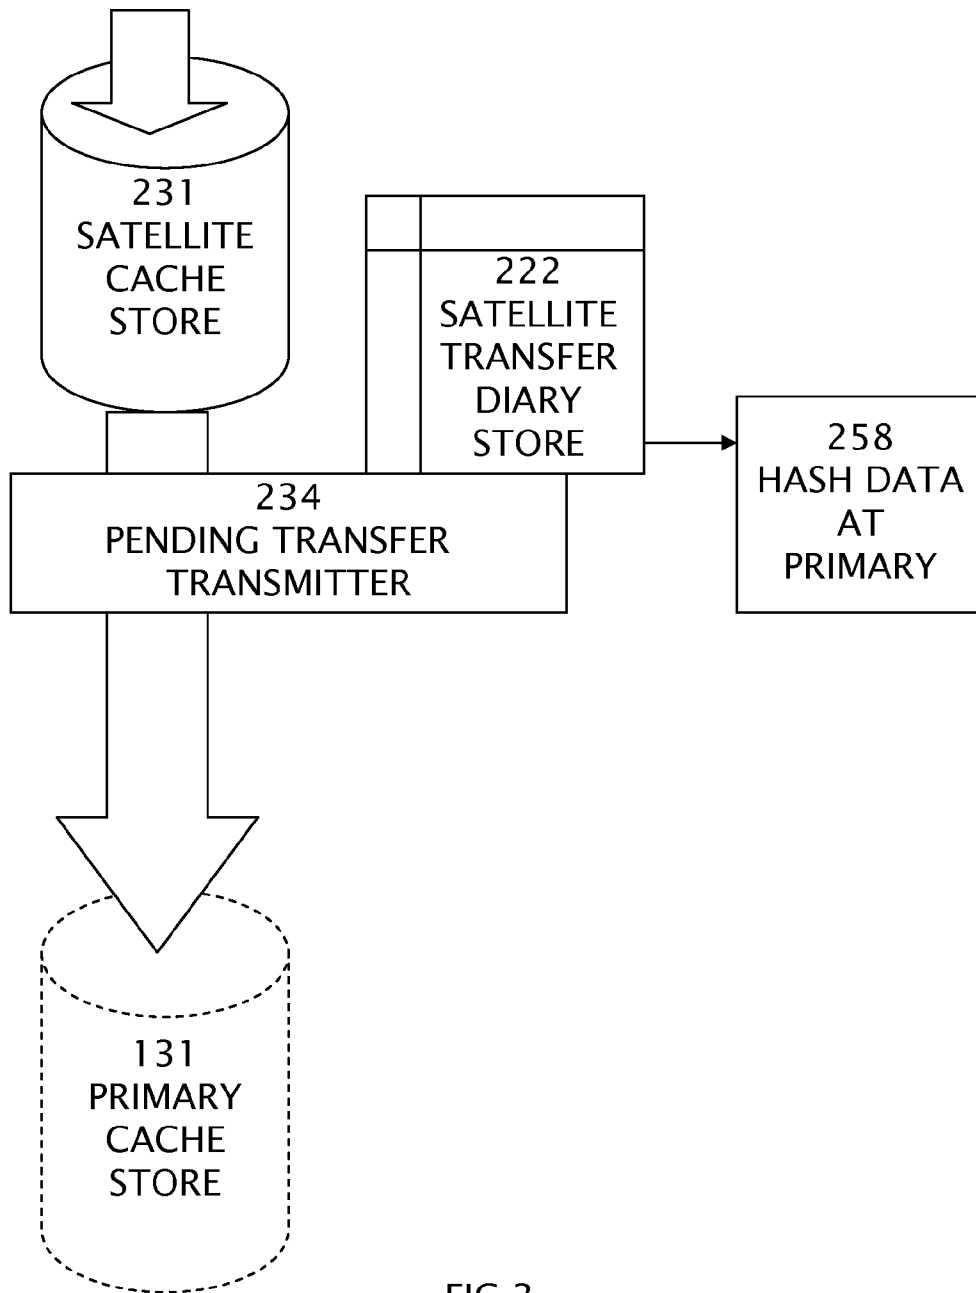 231
SATELLITE
CACHE
STORE
222
SATELLITE
TRANSFER
DIARY
STORE
258
HASH DATA
AT
PRIMARY
234
PENDING TRANSFER
TRANSMITTER
131
PRIMARY
CACHE
STORE